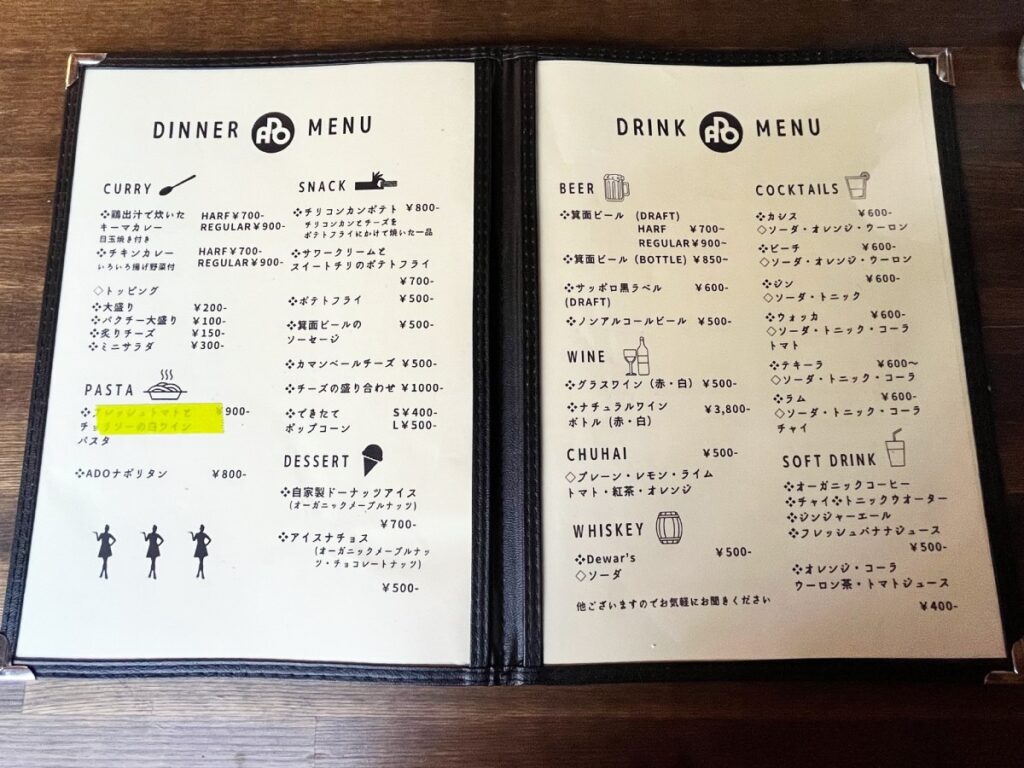 DINNER ADO MENU
CURRY
❖鶏出汁で炊いた HARF¥700-
キーマカレー REGULAR¥900-
目玉焼き付き
❖チキンカレー HARF¥700-
いろいろ揚げ野菜付 REGULAR¥900-
◇トッピング
❖大盛り ¥200-
❖パクチー大盛り ¥100-
❖炙りチーズ ¥150-
❖ミニサラダ ¥300-
PASTA
❖フレッシュトマトと ¥900-
チョリソーの白ワイン
パスタ
❖ADOナポリタン ¥800-
SNACK
❖チリコンカンポテト ¥800-
チリコンカンとチーズを
ポテトフライにかけて焼いた一品
❖サワークリームと
スイートチリのポテトフライ
¥700-
❖ポテトフライ ¥500-
❖箕面ビールの ¥500-
ソーセージ
❖カマンベールチーズ ¥500-
❖チーズの盛り合わせ ¥1000-
❖できたて S¥400-
ポップコーン L¥500-
DESSERT
❖自家製ドーナッツアイス
(オーガニックメープルナッツ)
¥700-
❖アイスナチョス
(オーガニックメープルナッ
ツ・チョコレートナッツ)
¥500-
DRINK ADO MENU
BEER
❖箕面ビール (DRAFT)
HARF ¥700~
REGULAR ¥900~
❖箕面ビール (BOTTLE) ¥850~
❖サッポロ黒ラベル ¥600-
(DRAFT)
❖ノンアルコールビール ¥500-
WINE
❖グラスワイン (赤・白) ¥500-
❖ナチュラルワイン ¥3,800-
ボトル (赤・白)
CHUHAI ¥500-
◇プレーン・レモン・ライム
トマト・紅茶・オレンジ
WHISKEY
❖Dewar's ¥500-
◇ソーダ
他ございますのでお気軽にお聞きください
COCKTAILS
❖カシス ¥600-
◇ソーダ・オレンジ・ウーロン
❖ピーチ ¥600-
◇ソーダ・オレンジ・ウーロン
❖ジン ¥600-
◇ソーダ・トニック
❖ウォッカ ¥600-
◇ソーダ・トニック・コーラ
トマト
❖テキーラ ¥600~
◇ソーダ・トニック・コーラ
❖ラム ¥600-
◇ソーダ・トニック・コーラ
チャイ
SOFT DRINK
❖オーガニックコーヒー
❖チャイ❖トニックウオーター
❖ジンジャーエール
❖フレッシュバナナジュース
¥500-
❖オレンジ・コーラ
ウーロン茶・トマトジュース
¥400-